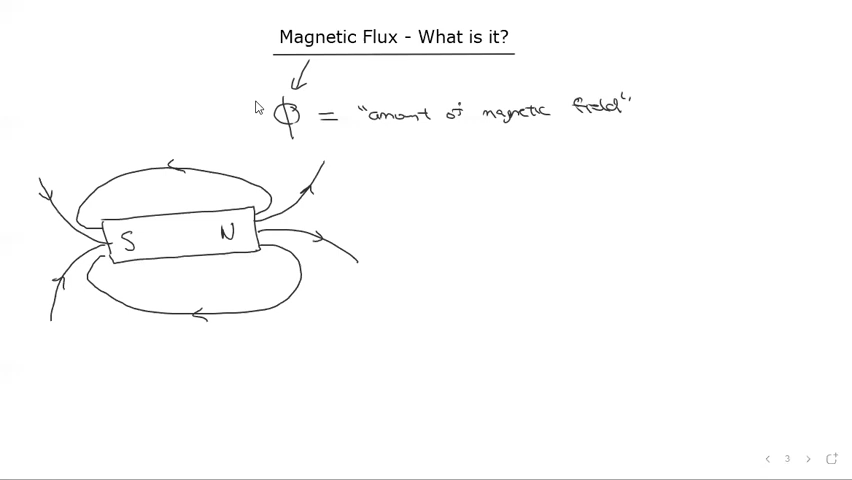 Magnetic Flux - What is it?
Φ = "amount of magnetic field"
S N
3